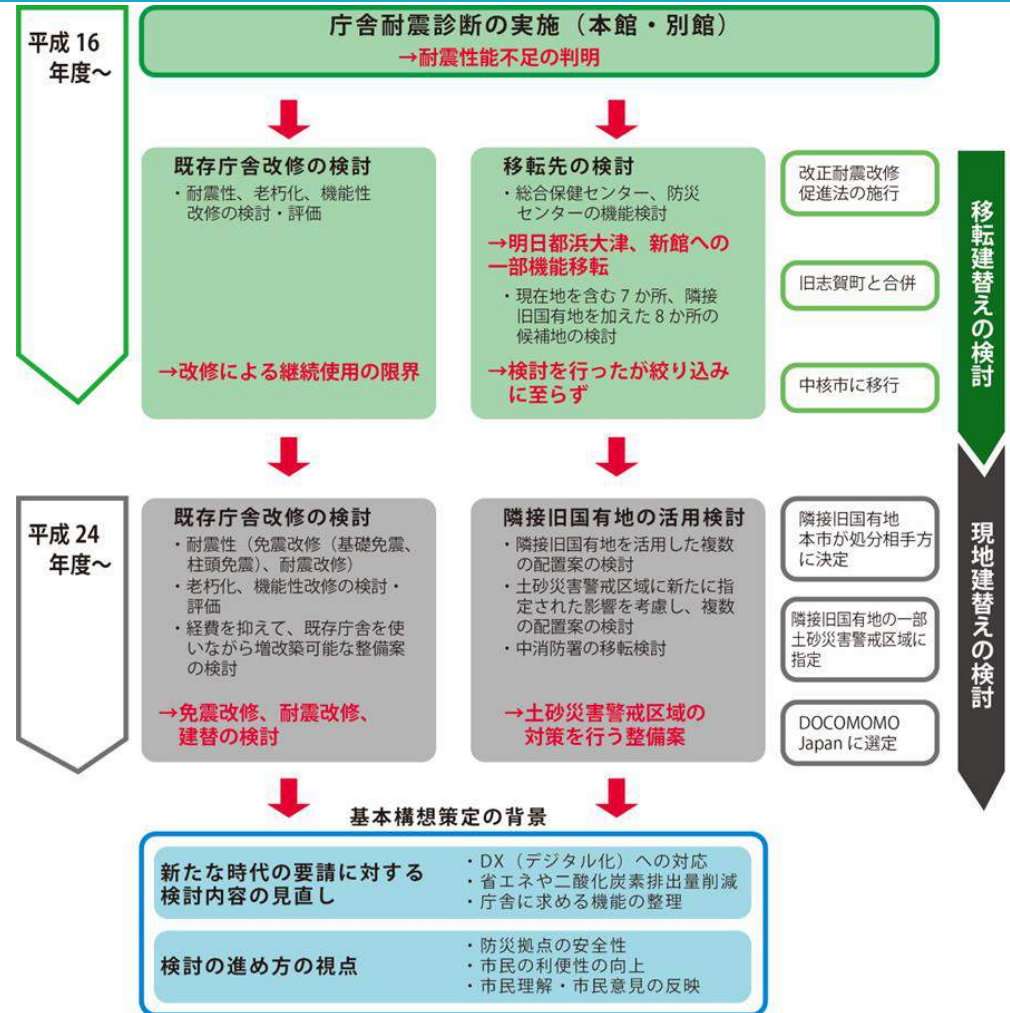 平成 16
年度～
庁舎耐震診断の実施（本館・別館）
→耐震性能不足の判明
既存庁舎改修の検討
・耐震性、老朽化、機能性
改修の検討・評価
→改修による継続使用の限界
移転先の検討
・総合保健センター、防災
センターの機能検討
→明日都浜大津、新館への
一部機能移転
・現在地を含む 7 か所、隣接
旧国有地を加えた 8 か所の
候補地の検討
→検討を行ったが絞り込み
に至らず
改正耐震改修
促進法の施行
旧志賀町と合併
中核市に移行
移転建替えの検討
平成 24
年度～
既存庁舎改修の検討
・耐震性（免震改修（基礎免震、
柱頭免震）、耐震改修）
・老朽化、機能性改修の検討・
評価
・経費を抑えて、既存庁舎を使
いながら増改築可能な整備案
の検討
→免震改修、耐震改修、
建替の検討
隣接旧国有地の活用検討
・隣接旧国有地を活用した複数
の配置案の検討
・土砂災害警戒区域に新たに指
定された影響を考慮し、複数
の配置案の検討
・中消防署の移転検討
→土砂災害警戒区域の
対策を行う整備案
隣接旧国有地
本市が処分相手方
に決定
隣接旧国有地の一部
土砂災害警戒区域に
指定
DOCOMOMO
Japan に選定
現地建替えの検討
基本構想策定の背景
新たな時代の要請に対する
検討内容の見直し
・DX（デジタル化）への対応
・省エネや二酸化炭素排出量削減
・庁舎に求める機能の整理
検討の進め方の視点
・防災拠点の安全性
・市民の利便性の向上
・市民理解・市民意見の反映